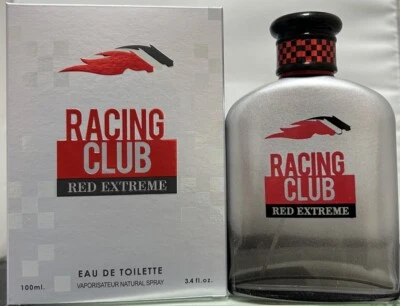 RACING
CLUB
RED EXTREME
EAU DE TOILETTE
100ml. VAPORISATEUR NATURAL SPRAY 3.4 fl.oz.
RACING
CLUB
RED EXTREME